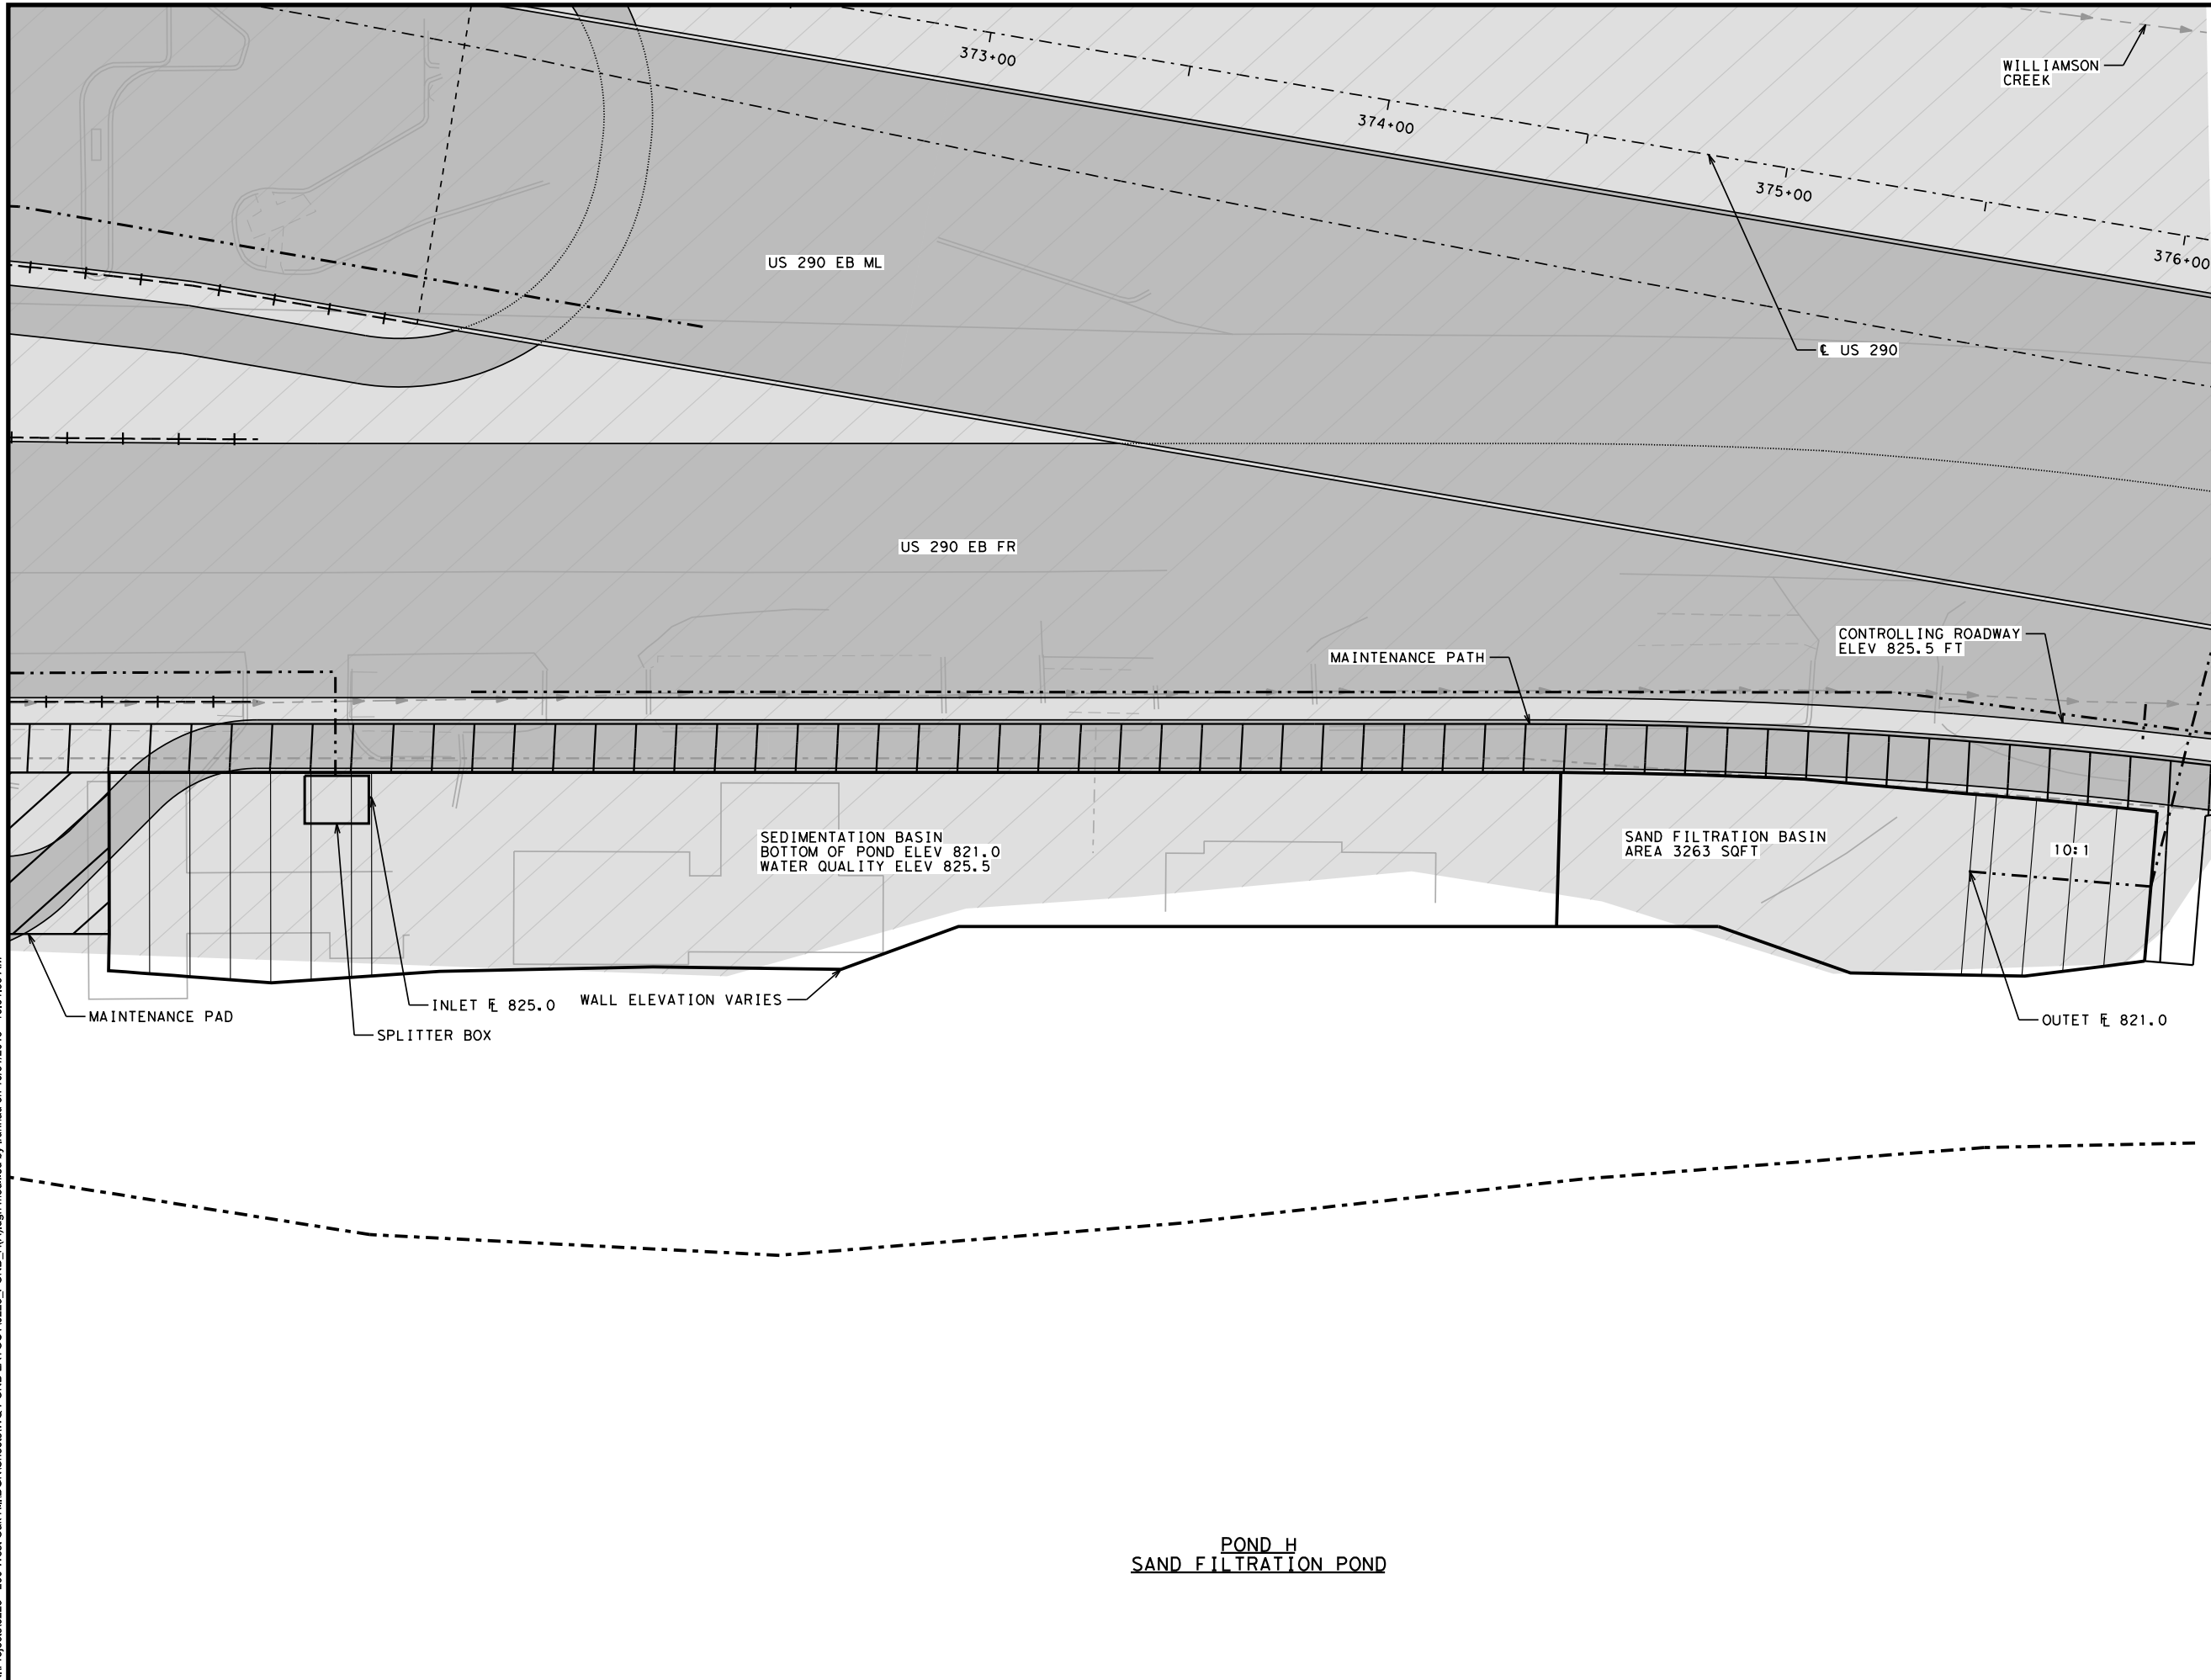 373+00
WILLIAMSON
CREEK
374+00
375+00
376+00
US 290 EB ML
℄ US 290
US 290 EB FR
CONTROLLING ROADWAY
ELEV 825.5 FT
MAINTENANCE PATH
SEDIMENTATION BASIN
BOTTOM OF POND ELEV 821.0
WATER QUALITY ELEV 825.5
SAND FILTRATION BASIN
AREA 3263 SQFT
10:1
INLET FL 825.0
WALL ELEVATION VARIES
MAINTENANCE PAD
SPLITTER BOX
OUTET FL 821.0
POND H
SAND FILTRATION POND